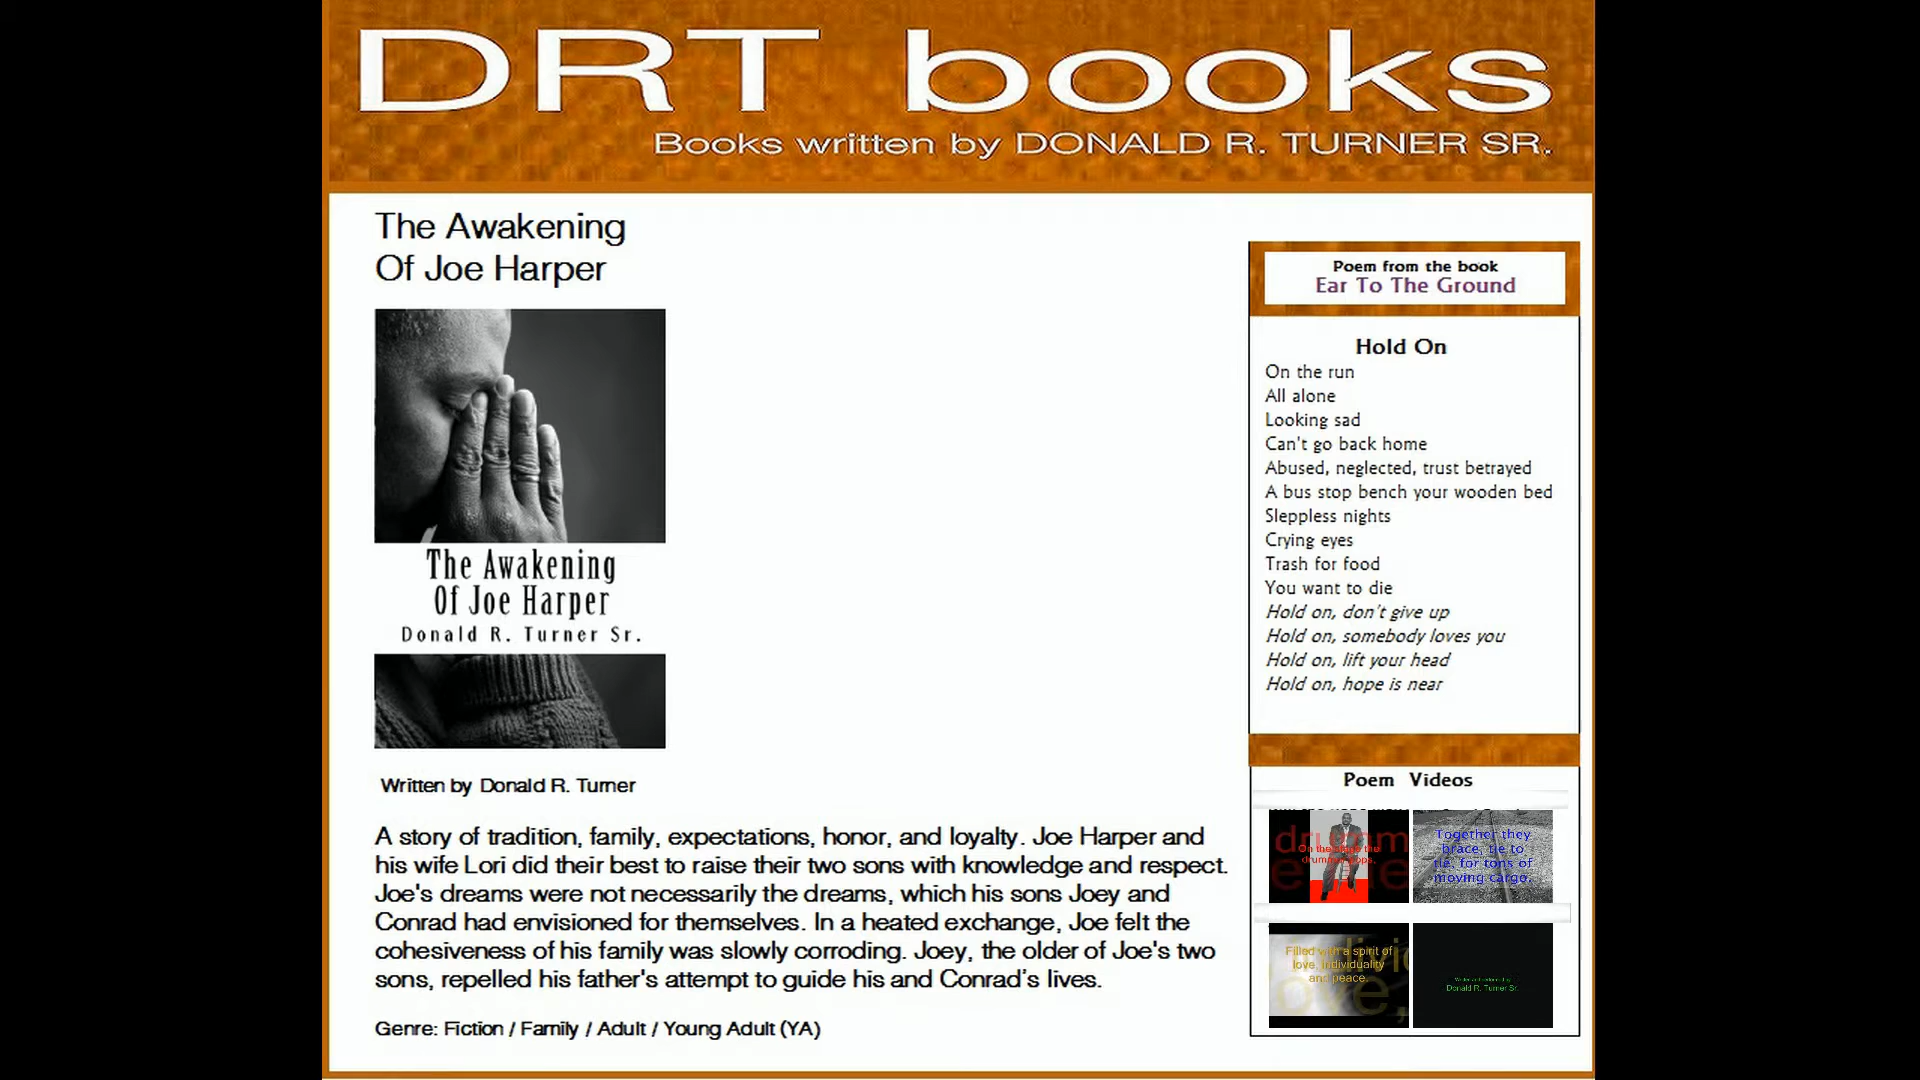 DRT books
Books written by DONALD R. TURNER SR.
The Awakening
Of Joe Harper
The Awakening
Of Joe Harper
Donald R. Turner Sr.
Written by Donald R. Turner
A story of tradition, family, expectations, honor, and loyalty. Joe Harper and
his wife Lori did their best to raise their two sons with knowledge and respect.
Joe's dreams were not necessarily the dreams, which his sons Joey and
Conrad had envisioned for themselves. In a heated exchange, Joe felt the
cohesiveness of his family was slowly corroding. Joey, the older of Joe's two
sons, repelled his father's attempt to guide his and Conrad's lives.
Genre: Fiction / Family / Adult / Young Adult (YA)
Poem from the book
Ear To The Ground
Hold On
On the run
All alone
Looking sad
Can't go back home
Abused, neglected, trust betrayed
A bus stop bench your wooden bed
Sleppless nights
Crying eyes
Trash for food
You want to die
Hold on, don't give up
Hold on, somebody loves you
Hold on, lift your head
Hold on, hope is near
Poem Videos
drumm
On the stage the
drummer pops.
Together they
brace, tie to
tie, for tons of
moving cargo.
Filled with a spirit of
love, individuality
and peace.
love,
Donald R. Turner Sr.